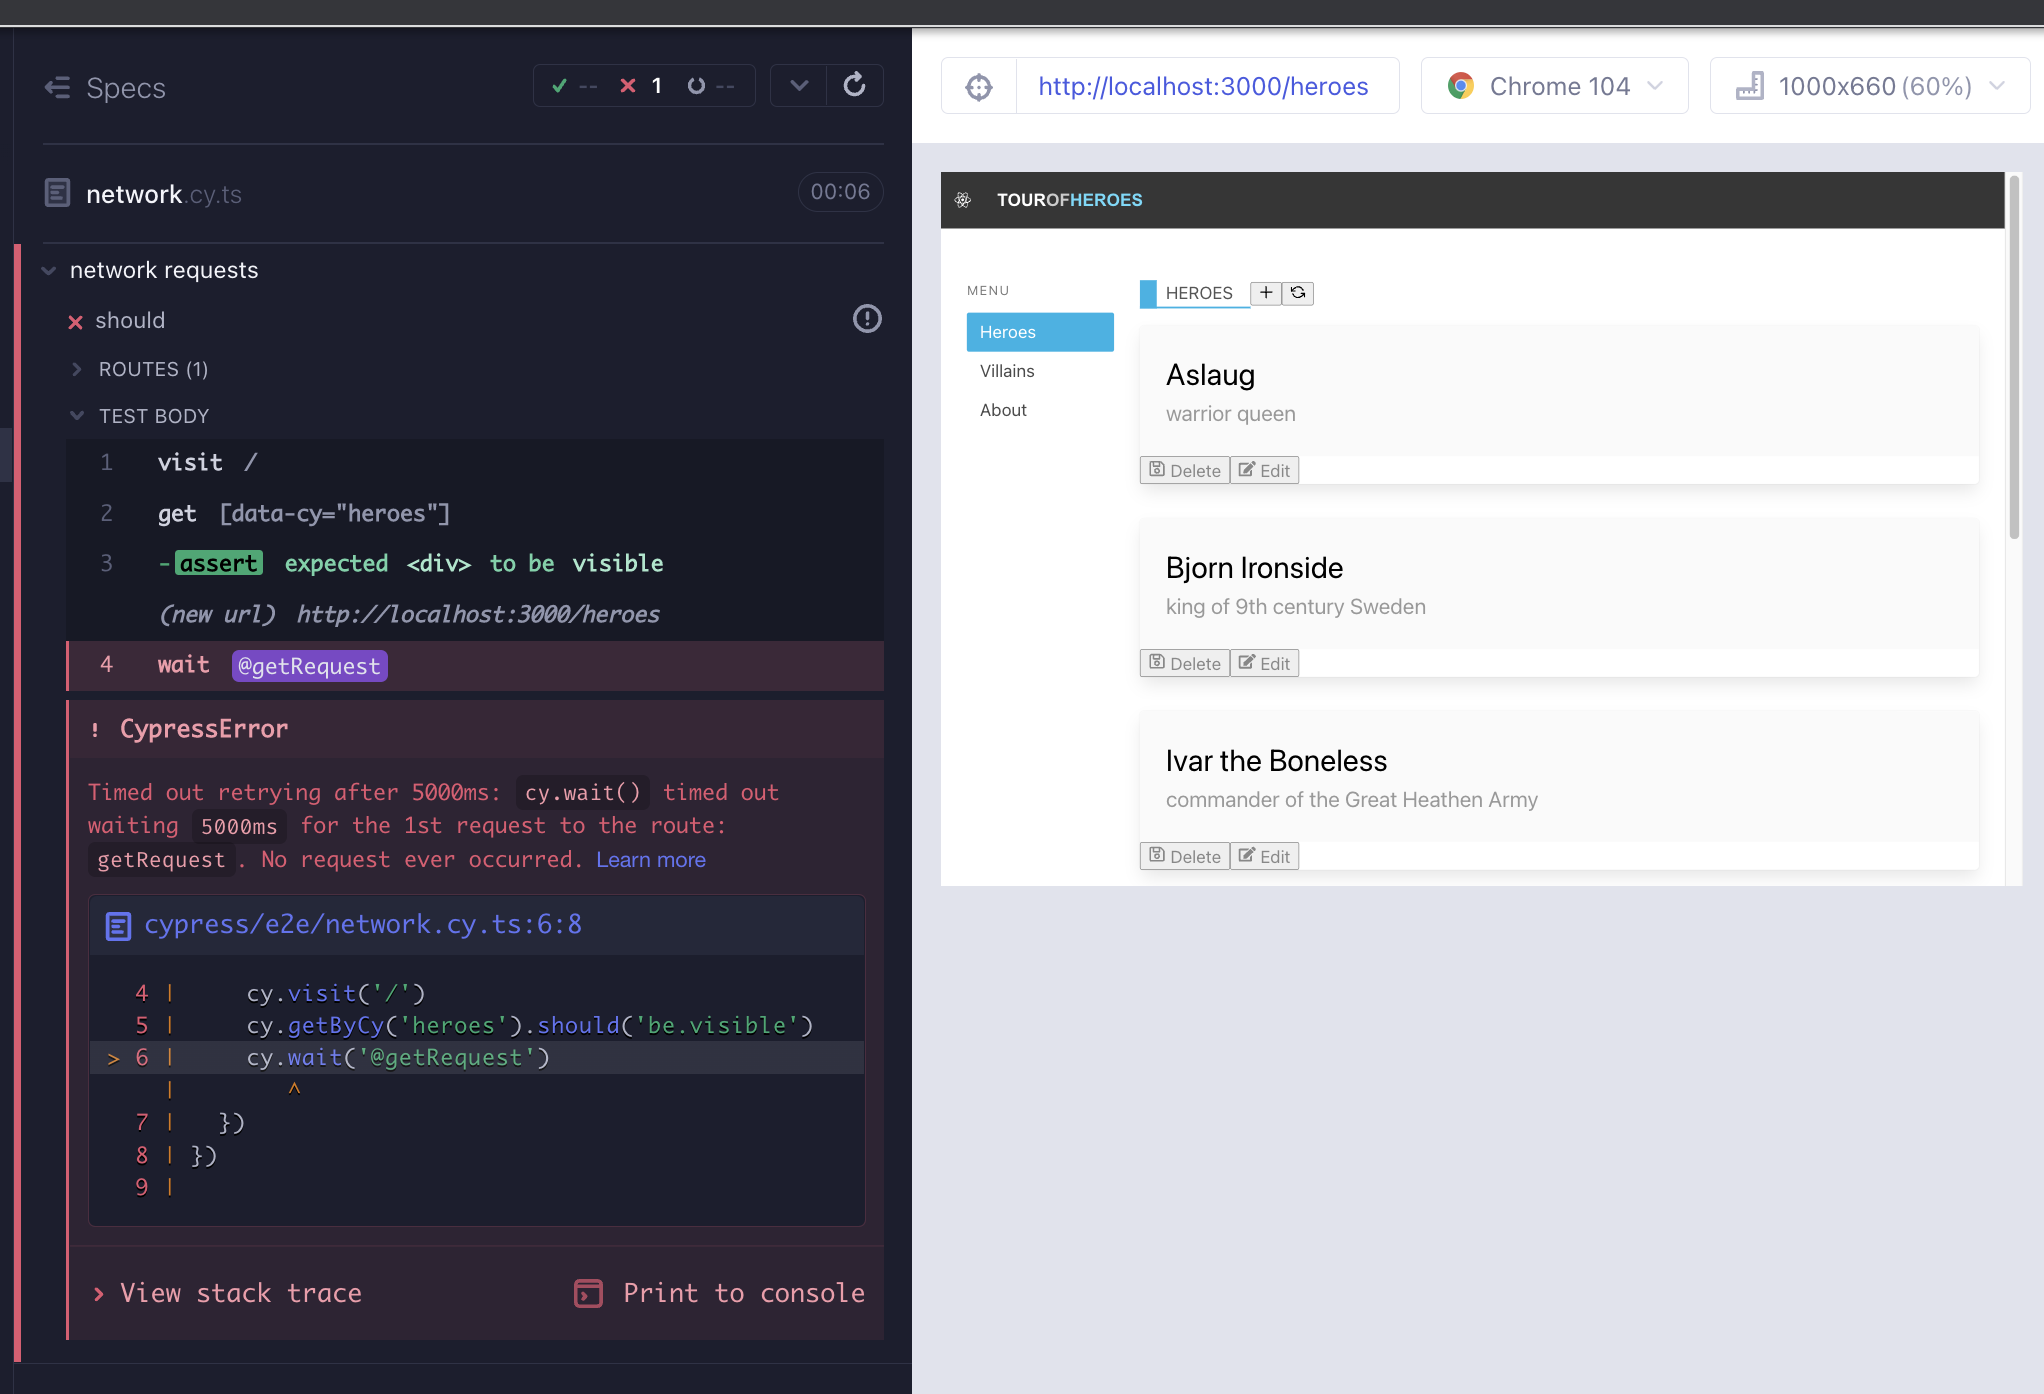 Specs
-- 1 --
network.cy.ts 00:06
network requests
should
ROUTES (1)
TEST BODY
1 visit /
2 get [data-cy="heroes"]
3 -assert expected <div> to be visible
(new url) http://localhost:3000/heroes
4 wait @getRequest
! CypressError
Timed out retrying after 5000ms: cy.wait() timed out
waiting 5000ms for the 1st request to the route:
getRequest. No request ever occurred. Learn more
cypress/e2e/network.cy.ts:6:8
4 | cy.visit('/')
5 | cy.getByCy('heroes').should('be.visible')
> 6 | cy.wait('@getRequest')
| ^
7 | })
8 | })
9 |
> View stack trace
Print to console
http://localhost:3000/heroes
Chrome 104
1000x660 (60%)
TOUROFHEROES
MENU
Heroes
Villains
About
HEROES +
Aslaug
warrior queen
Delete Edit
Bjorn Ironside
king of 9th century Sweden
Delete Edit
Ivar the Boneless
commander of the Great Heathen Army
Delete Edit